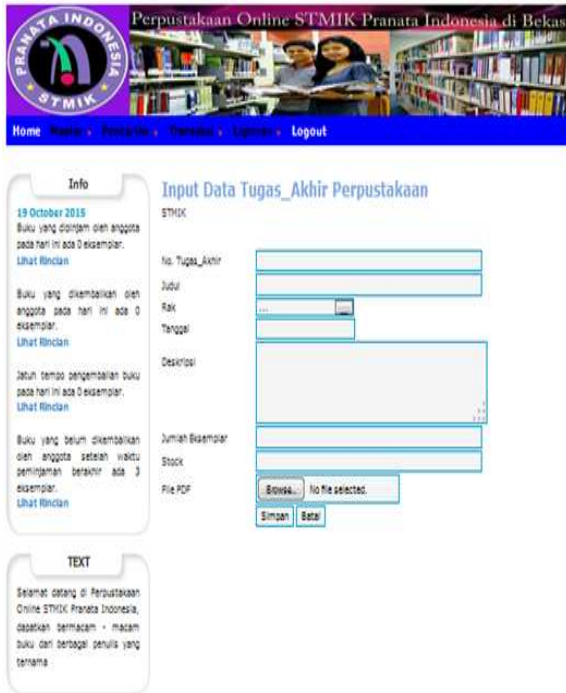 PRANATA INDONESIA
STMIK
Perpustakaan Online STMIK Pranata Indonesia di Bekas
Home Master Transaksi Laporan Logout
Info
19 October 2015
Buku yang dipinjam oleh anggota
pada hari ini ada 0 eksemplar.
Lihat Rincian
Buku yang dikembalikan oleh
anggota pada hari ini ada 0
eksemplar.
Lihat Rincian
Jatuh tempo pengembalian buku
pada hari ini ada 0 eksemplar.
Lihat Rincian
Buku yang belum dikembalikan
oleh anggota setelah waktu
peminjaman berakhir ada 3
eksemplar.
Lihat Rincian
TEXT
Selamat datang di Perpustakaan
Online STMIK Pranata Indonesia,
dapatkan bermacam - macam
buku dari berbagai penulis yang
ternama
Input Data Tugas_Akhir Perpustakaan
STMIK
No. Tugas_Akhir
Judul
Rak ... ...
Tanggal
Deskripsi
Jumlah Eksemplar
Stock
File PDF Browse... No file selected.
Simpan Batal